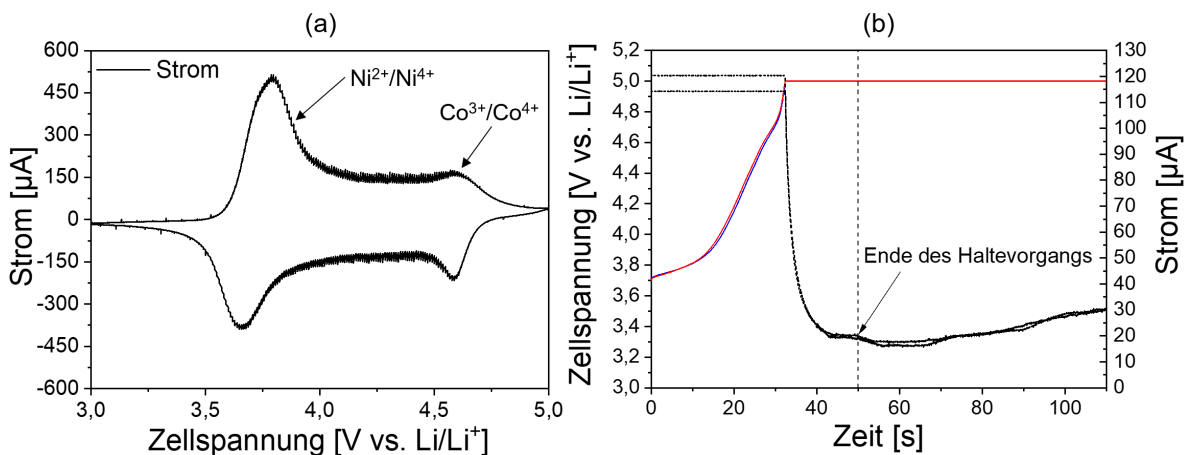 (a)
Strom [µA]
600
450
300
150
0
-150
-300
-450
-600
Strom
Ni²⁺/Ni⁴⁺
Co³⁺/Co⁴⁺
3,0 3,5 4,0 4,5 5,0
Zellspannung [V vs. Li/Li⁺]
(b)
Zellspannung [V vs. Li/Li⁺]
5,2
5,0
4,8
4,6
4,4
4,2
4,0
3,8
3,6
3,4
3,2
3,0
Ende des Haltevorgangs
0 20 40 60 80 100
Zeit [s]
130
120
110
100
90
80
70
60
50
40
30
20
10
0
Strom [µA]